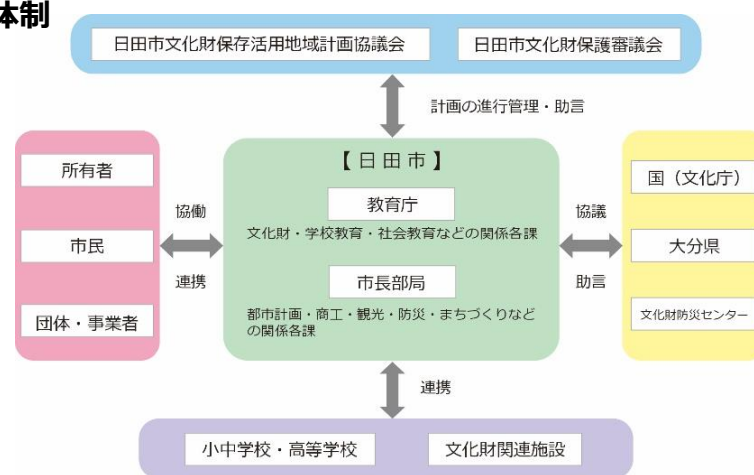 体制
日田市文化財保存活用地域計画協議会
日田市文化財保護審議会
計画の進行管理・助言
所有者
市民
団体・事業者
協働
連携
【日田市】
教育庁
文化財・学校教育・社会教育などの関係各課
市長部局
都市計画・商工・観光・防災・まちづくりなど
の関係各課
協議
助言
国（文化庁）
大分県
文化財防災センター
連携
小中学校・高等学校
文化財関連施設